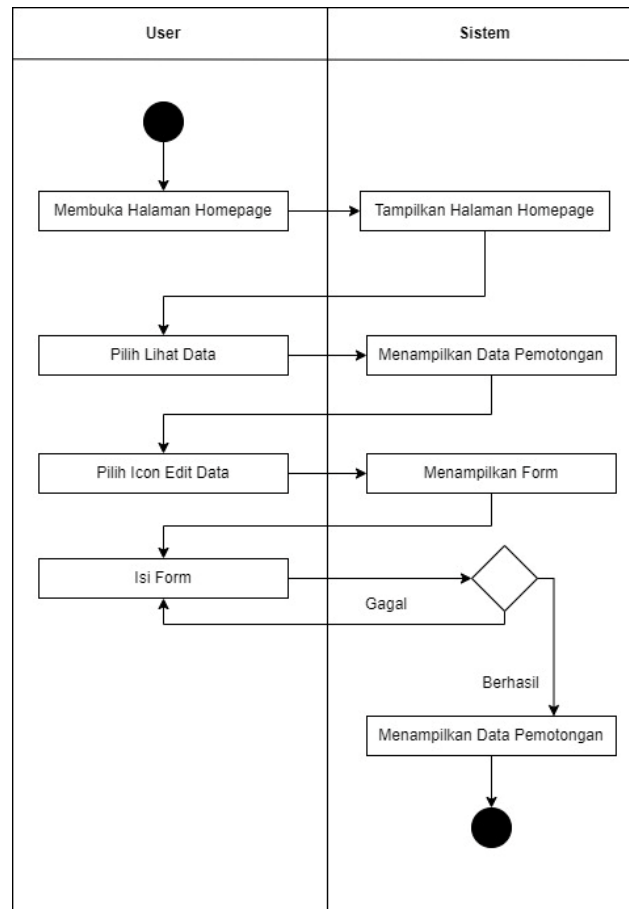 User
Sistem
Membuka Halaman Homepage
Tampilkan Halaman Homepage
Pilih Lihat Data
Menampilkan Data Pemotongan
Pilih Icon Edit Data
Menampilkan Form
Isi Form
Gagal
Berhasil
Menampilkan Data Pemotongan